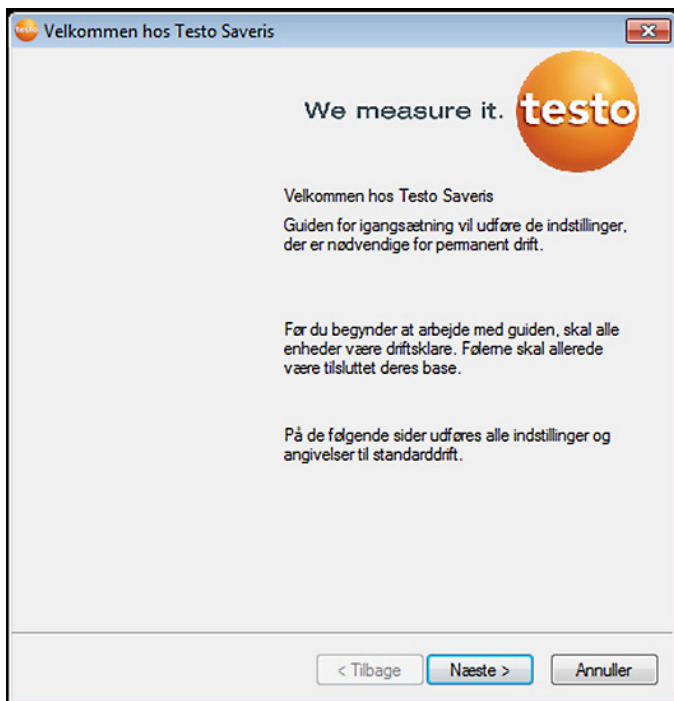 Velkommen hos Testo Saveris
We measure it. testo
Velkommen hos Testo Saveris
Guiden for igangsætning vil udføre de indstillinger,
der er nødvendige for permanent drift.
Før du begynder at arbejde med guiden, skal alle
enheder være driftsklare. Følerne skal allerede
være tilsluttet deres base.
På de følgende sider udføres alle indstillinger og
angivelser til standarddrift.
< Tilbage Næste > Annuller